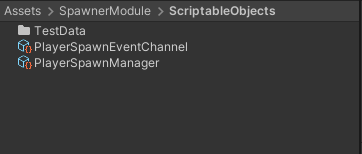 Assets > SpawnerModule > ScriptableObjects
TestData
PlayerSpawnEventChannel
PlayerSpawnManager